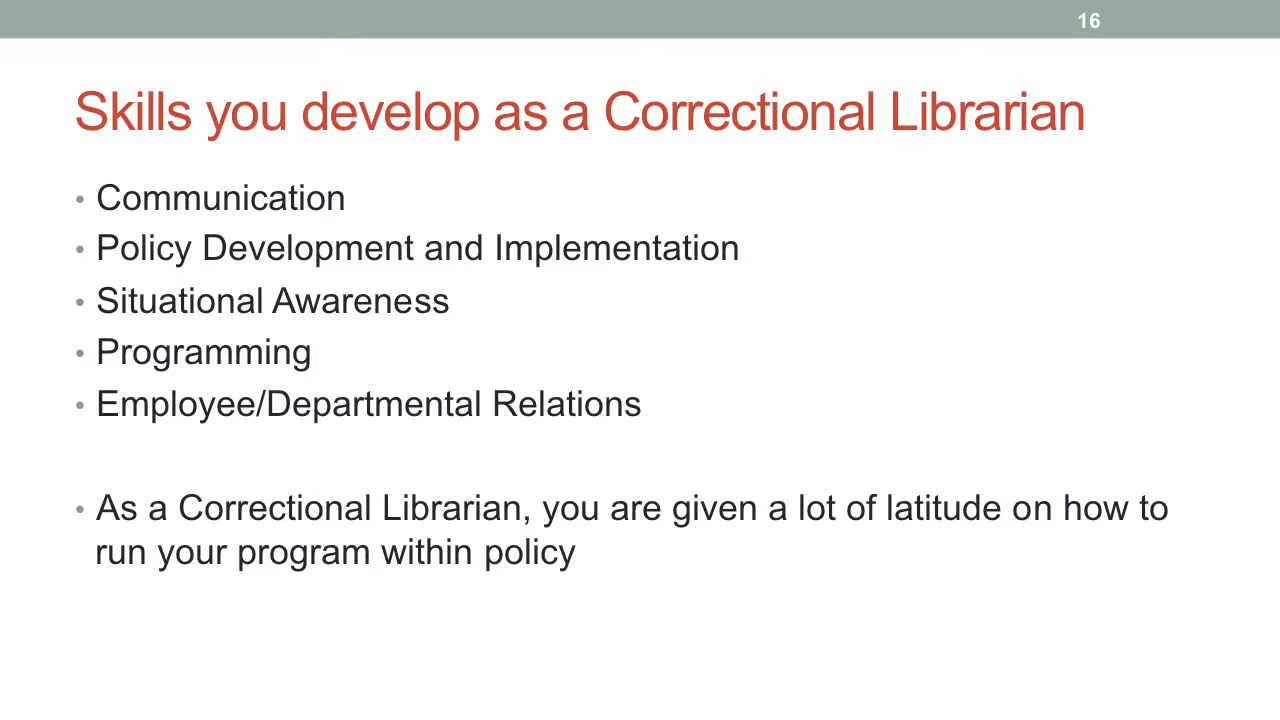 16
Skills you develop as a Correctional Librarian
• Communication
• Policy Development and Implementation
• Situational Awareness
• Programming
• Employee/Departmental Relations
• As a Correctional Librarian, you are given a lot of latitude on how to
run your program within policy